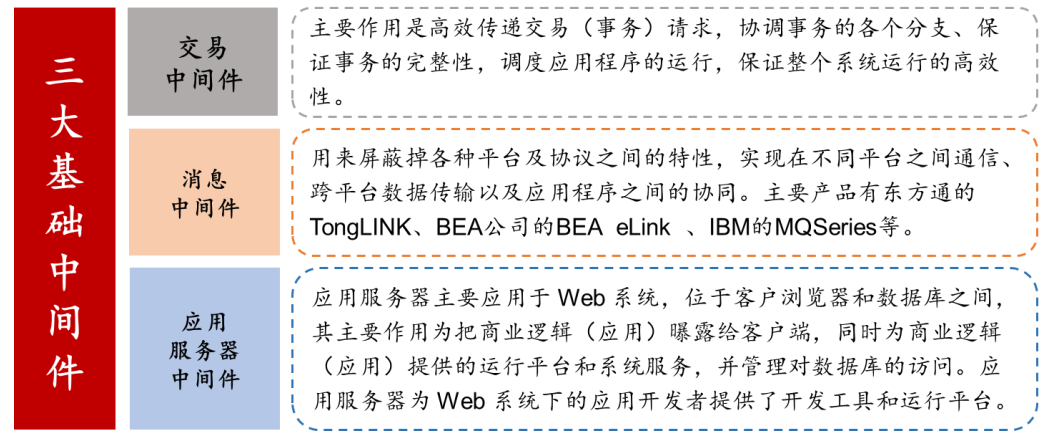 三大基础中间件
交易
中间件
主要作用是高效传递交易（事务）请求，协调事务的各个分支、保
证事务的完整性，调度应用程序的运行，保证整个系统运行的高效
性。
消息
中间件
用来屏蔽掉各种平台及协议之间的特性，实现在不同平台之间通信、
跨平台数据传输以及应用程序之间的协同。主要产品有东方通的
TongLINK、BEA公司的BEA eLink 、IBM的MQSeries等。
应用
服务器
中间件
应用服务器主要应用于 Web 系统，位于客户浏览器和数据库之间，
其主要作用为把商业逻辑（应用）曝露给客户端，同时为商业逻辑
（应用）提供的运行平台和系统服务，并管理对数据库的访问。应
用服务器为 Web 系统下的应用开发者提供了开发工具和运行平台。